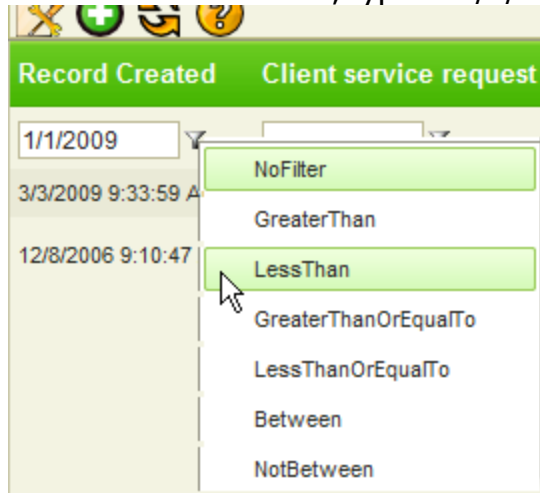 Record Created Client service request
1/1/2009
NoFilter
3/3/2009 9:33:59 A
GreaterThan
12/8/2006 9:10:47
LessThan
GreaterThanOrEqualTo
LessThanOrEqualTo
Between
NotBetween